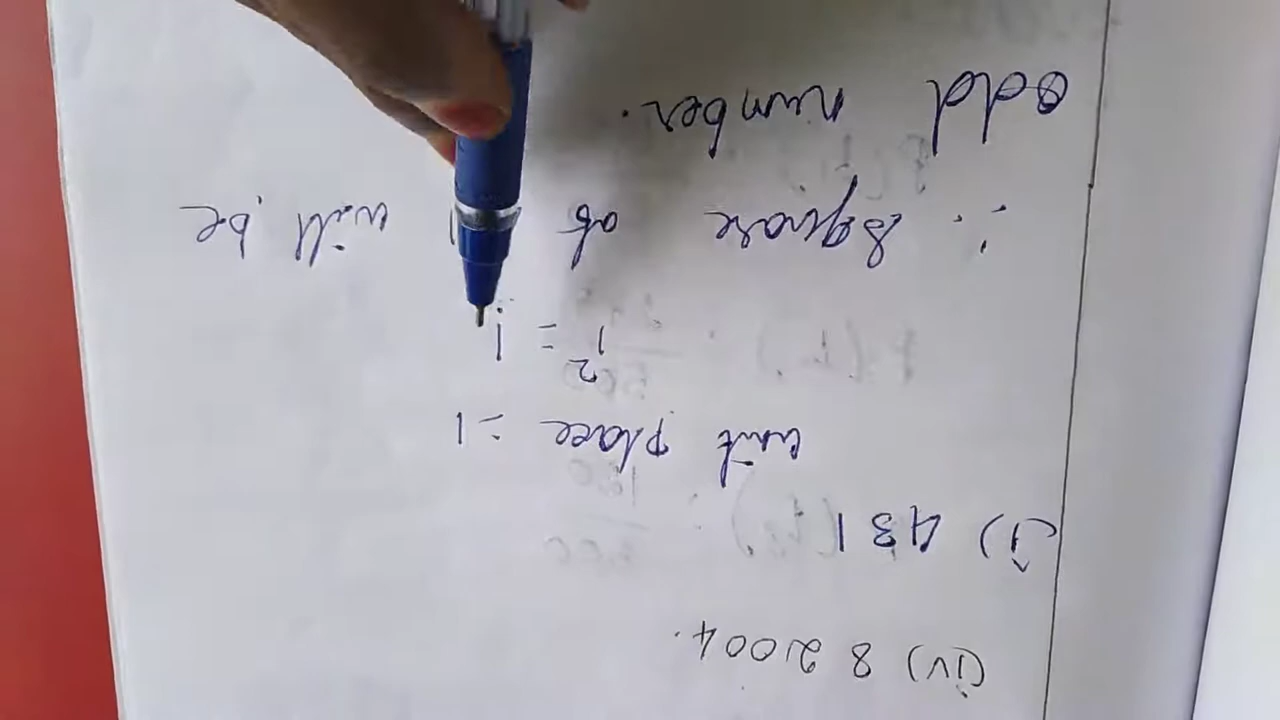 (iv) 82004.
(i) 431
unit place = 1
1² = 1
∴ Square of will be
odd number.